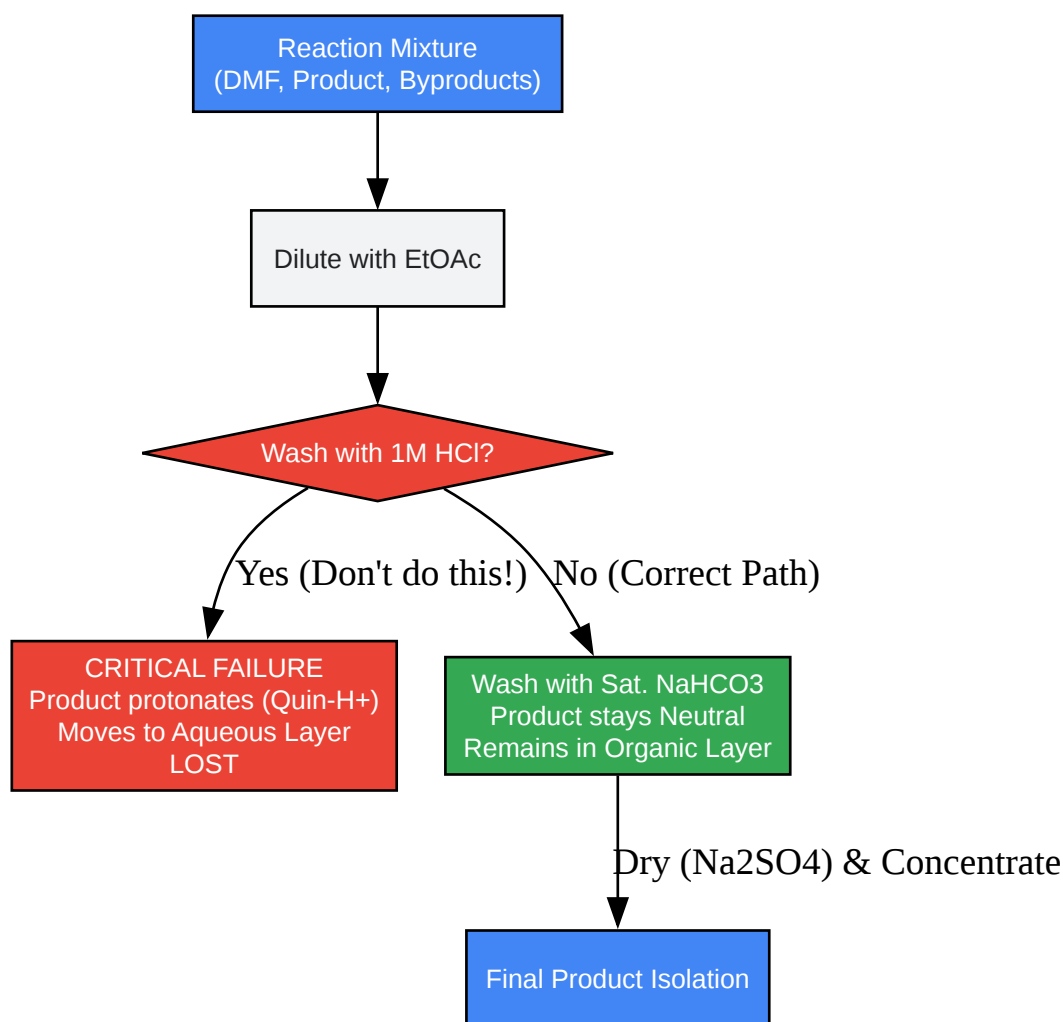 Reaction Mixture
(DMF, Product, Byproducts)
Dilute with EtOAc
Wash with 1M HCl?
Yes (Don't do this!)
No (Correct Path)
CRITICAL FAILURE
Product protonates (Quin-H+)
Moves to Aqueous Layer
LOST
Wash with Sat. NaHCO3
Product stays Neutral
Remains in Organic Layer
Dry (Na2SO4) & Concentrate
Final Product Isolation